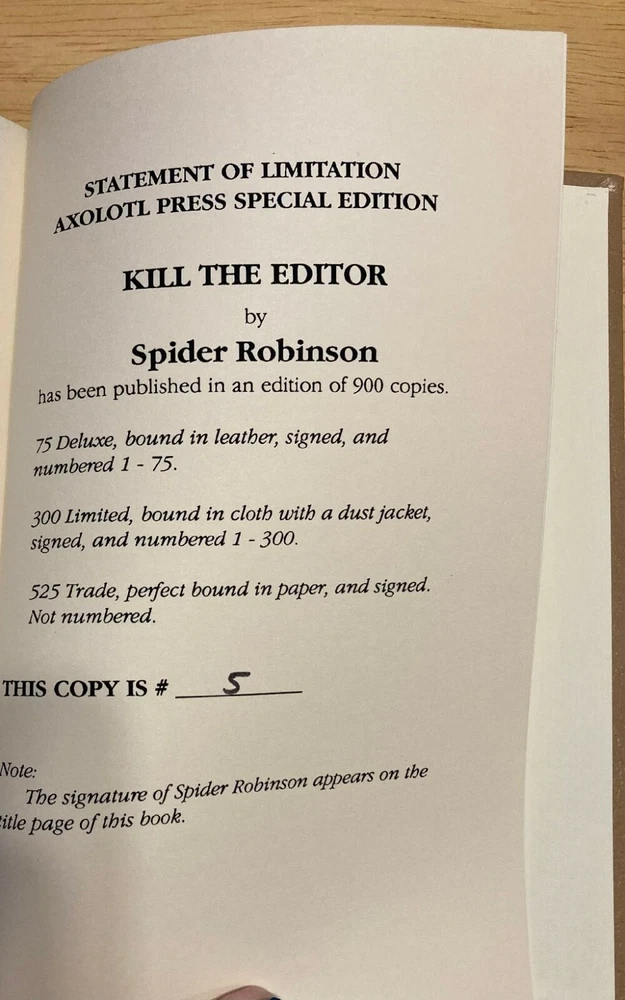 STATEMENT OF LIMITATION
AXOLOTL PRESS SPECIAL EDITION
KILL THE EDITOR
by
Spider Robinson
has been published in an edition of 900 copies.
75 Deluxe, bound in leather, signed, and
numbered 1 - 75.
300 Limited, bound in cloth with a dust jacket,
signed, and numbered 1 - 300.
525 Trade, perfect bound in paper, and signed.
Not numbered.
THIS COPY IS # 5
Note:
The signature of Spider Robinson appears on the
itle page of this book.